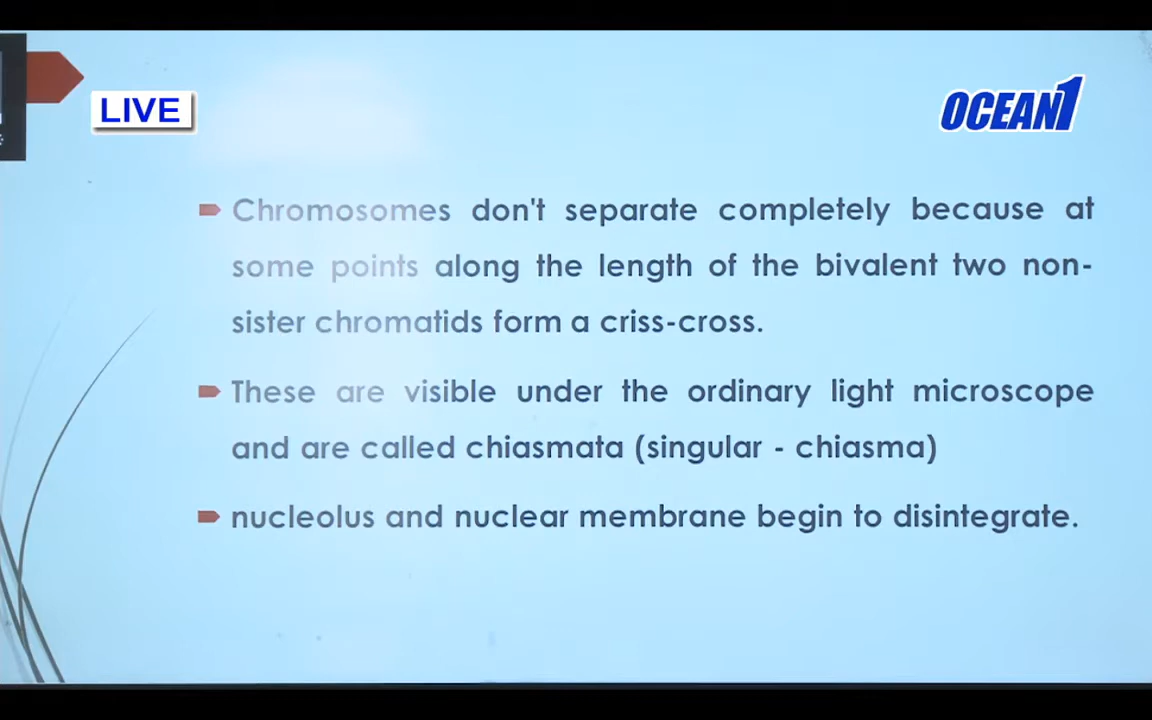 LIVE
OCEAN1
Chromosomes don't separate completely because at
some points along the length of the bivalent two non-
sister chromatids form a criss-cross.
These are visible under the ordinary light microscope
and are called chiasmata (singular - chiasma)
nucleolus and nuclear membrane begin to disintegrate.